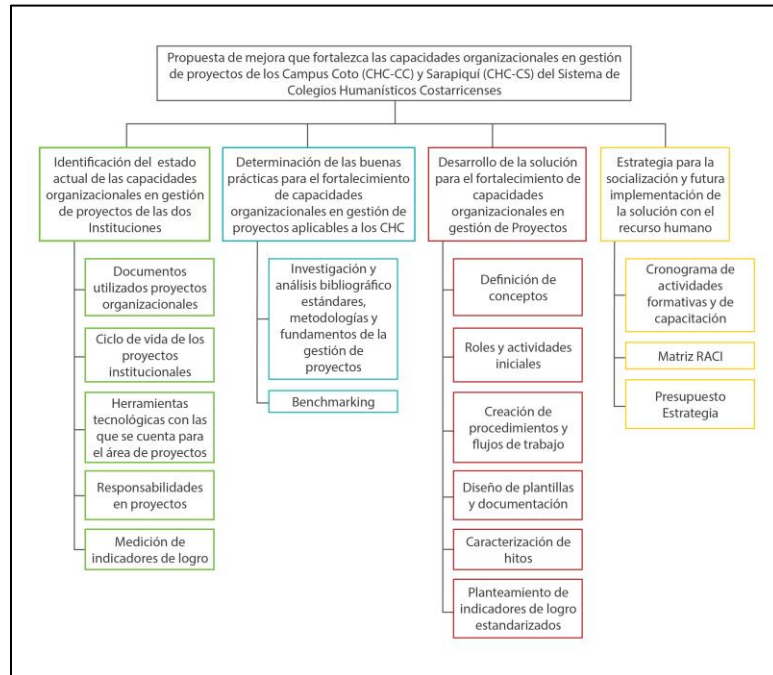 Propuesta de mejora que fortalezca las capacidades organizacionales en gestión
de proyectos de los Campus Coto (CHC-CC) y Sarapiquí (CHC-CS) del Sistema de
Colegios Humanísticos Costarricenses
Identificación del estado
actual de las capacidades
organizacionales en gestión
de proyectos de las dos
Instituciones
Documentos
utilizados proyectos
organizacionales
Ciclo de vida de los
proyectos
institucionales
Herramientas
tecnológicas con las
que se cuenta para
el área de proyectos
Responsabilidades
en proyectos
Medición de
indicadores de logro
Determinación de las buenas
prácticas para el fortalecimiento
de capacidades
organizacionales en gestión de
proyectos aplicables a los CHC
Investigación y
análisis bibliográfico
estándares,
metodologías y
fundamentos de la
gestión de
proyectos
Benchmarking
Desarrollo de la solución
para el fortalecimiento de
capacidades
organizacionales en
gestión de Proyectos
Definición de
conceptos
Roles y actividades
iniciales
Creación de
procedimientos y
flujos de trabajo
Diseño de plantillas y
documentación
Caracterización de
hitos
Planteamiento de
indicadores de logro
estandarizados
Estrategia para la
socialización y futura
implementación de
la solución con el
recurso humano
Cronograma de
actividades
formativas y de
capacitación
Matriz RACI
Presupuesto
Estrategia